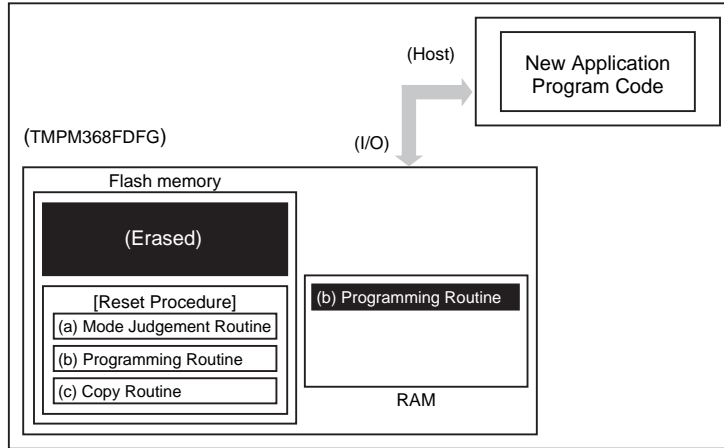 (Host)
New Application
Program Code
(TMPM368FDFG)
(I/O)
Flash memory
(Erased)
[Reset Procedure]
(a) Mode Judgement Routine
(b) Programming Routine
(c) Copy Routine
(b) Programming Routine
RAM